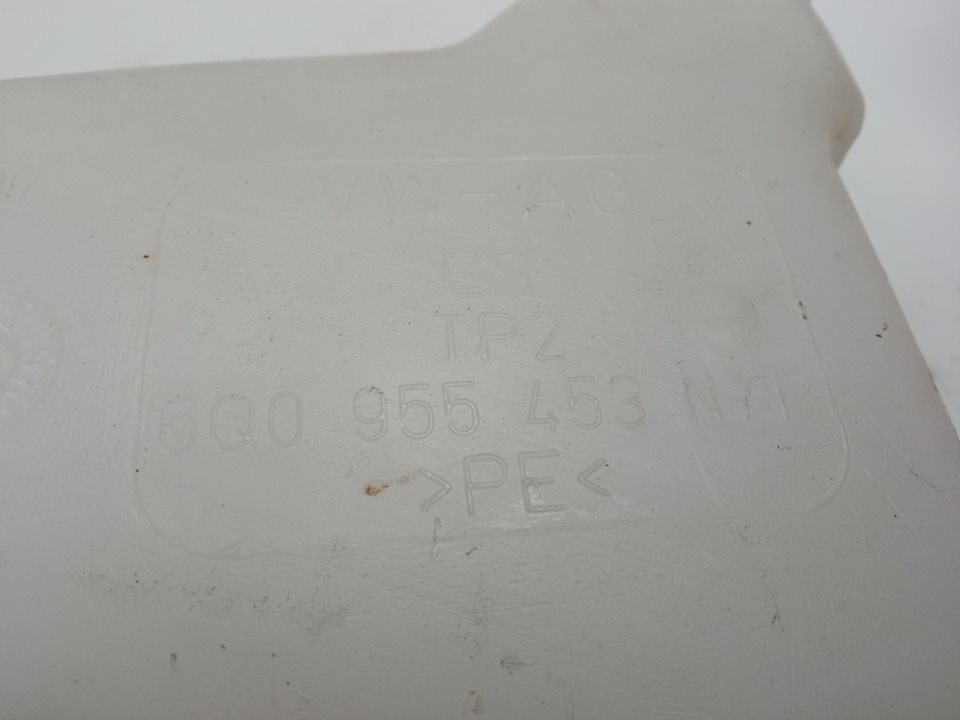 VW-AG
ES
TP2
6Q0 955 453 N/P
>PE<